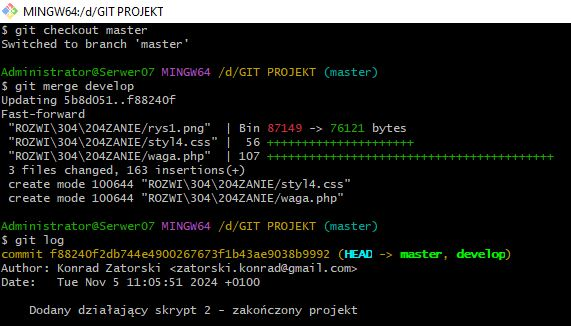 MINGW64:/d/GIT PROJEKT
$ git checkout master
Switched to branch 'master'
Administrator@Serwer07 MINGW64 /d/GIT PROJEKT (master)
$ git merge develop
Updating 5b8d051..f88240f
Fast-forward
"ROZWI\304\204ZANIE/rys1.png" | Bin 87149 -> 76121 bytes
"ROZWI\304\204ZANIE/styl4.css" | 56 +++++++++++++++++++++
"ROZWI\304\204ZANIE/waga.php" | 107 +++++++++++++++++++++++++++++++++++++++++
3 files changed, 163 insertions(+)
create mode 100644 "ROZWI\304\204ZANIE/styl4.css"
create mode 100644 "ROZWI\304\204ZANIE/waga.php"
Administrator@Serwer07 MINGW64 /d/GIT PROJEKT (master)
$ git log
commit f88240f2db744e4900267673f1b43ae9038b9992 (HEAD -> master, develop)
Author: Konrad Zatorski <zatorski.konrad@gmail.com>
Date: Tue Nov 5 11:05:51 2024 +0100
Dodany działający skrypt 2 - zakończony projekt